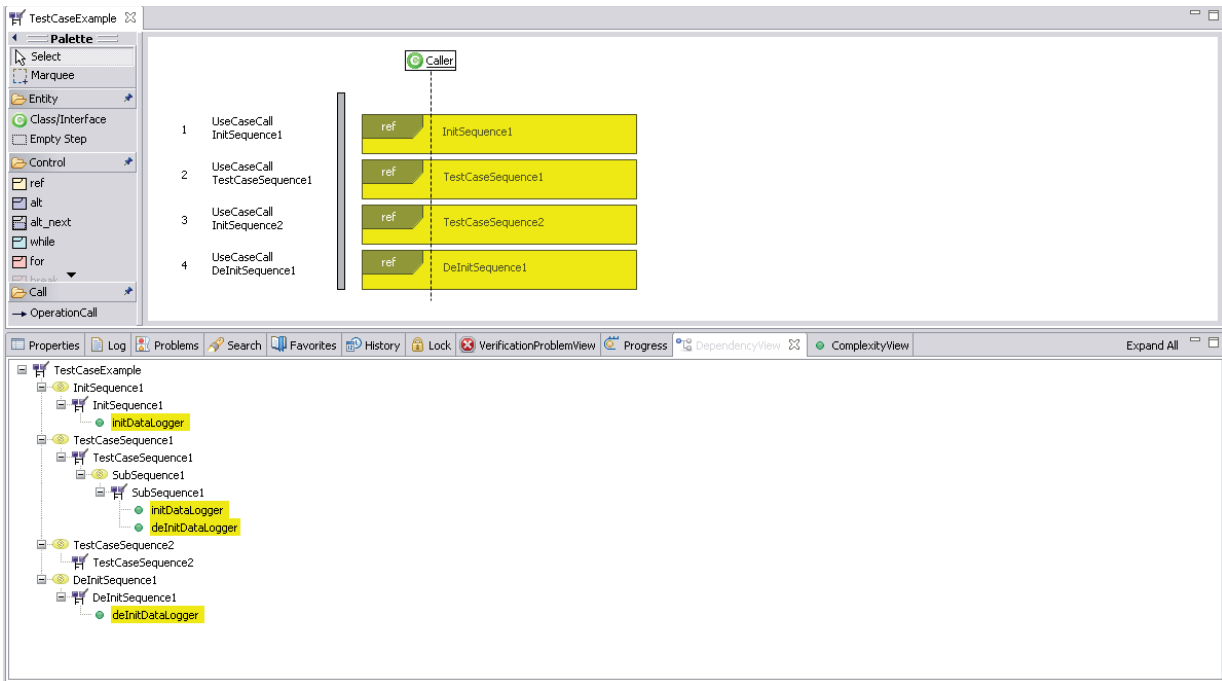 TestCaseExample
Palette
Select
Marquee
Entity
Class/Interface
Empty Step
Control
ref
alt
alt_next
while
for
break
Call
OperationCall
Caller
1 UseCaseCall
InitSequence1
ref InitSequence1
2 UseCaseCall
TestCaseSequence1
ref TestCaseSequence1
3 UseCaseCall
InitSequence2
ref TestCaseSequence2
4 UseCaseCall
DeInitSequence1
ref DeInitSequence1
Properties Log Problems Search Favorites History Lock VerificationProblemView Progress DependencyView ComplexityView Expand All
TestCaseExample
InitSequence1
InitSequence1
initDataLogger
TestCaseSequence1
TestCaseSequence1
SubSequence1
SubSequence1
initDataLogger
deInitDataLogger
TestCaseSequence2
TestCaseSequence2
DeInitSequence1
DeInitSequence1
deInitDataLogger